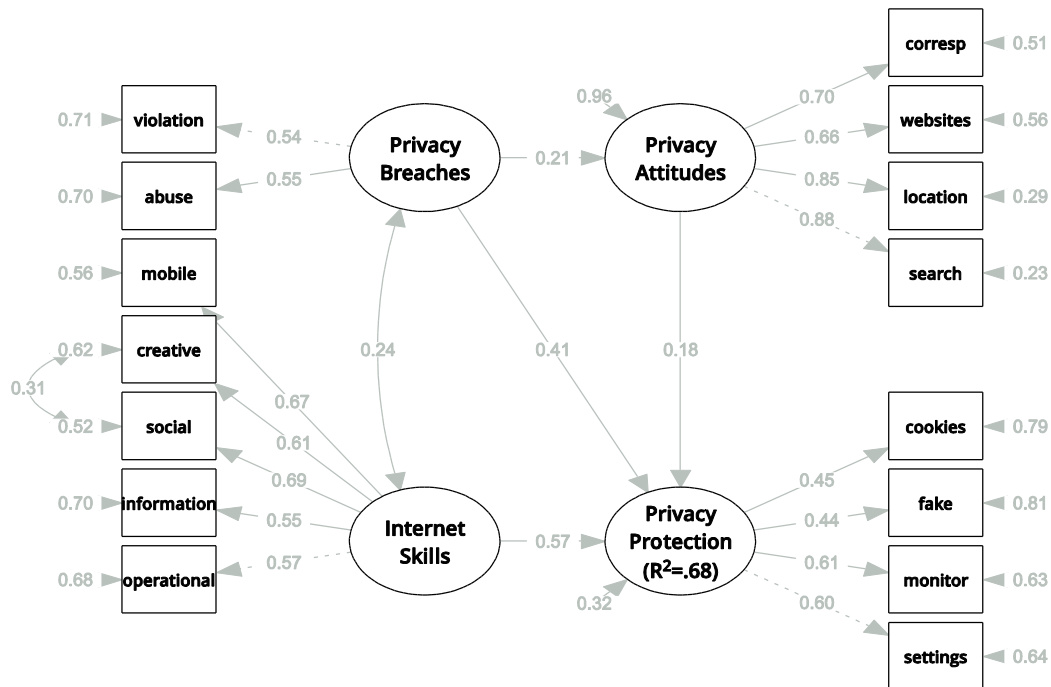 corresp
0.51
0.96
0.70
0.71
violation
0.54
Privacy
Breaches
0.21
Privacy
Attitudes
0.66
websites
0.56
0.70
abuse
0.55
0.85
location
0.29
0.88
0.56
mobile
search
0.23
0.62
creative
0.24
0.41
0.18
0.31
0.67
0.52
social
0.61
cookies
0.79
0.69
0.45
0.70
information
0.55
Internet
Skills
0.57
Privacy
Protection
(R²=.68)
0.44
fake
0.81
0.68
operational
0.57
0.61
monitor
0.63
0.32
0.60
settings
0.64